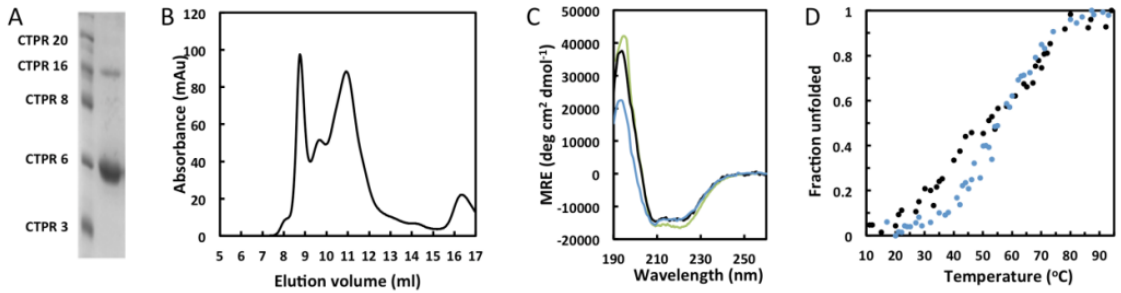 A
CTPR 20
CTPR 16
CTPR 8
CTPR 6
CTPR 3
B
Absorbance (mAu)
120
100
80
60
40
20
0
5 6 7 8 9 10 11 12 13 14 15 16 17
Elution volume (ml)
C
MRE (deg cm² dmol⁻¹)
50000
40000
30000
20000
10000
0
-10000
-20000
190 210 230 250
Wavelength (nm)
D
Fraction unfolded
1
0.8
0.6
0.4
0.2
0
10 20 30 40 50 60 70 80 90
Temperature (°C)